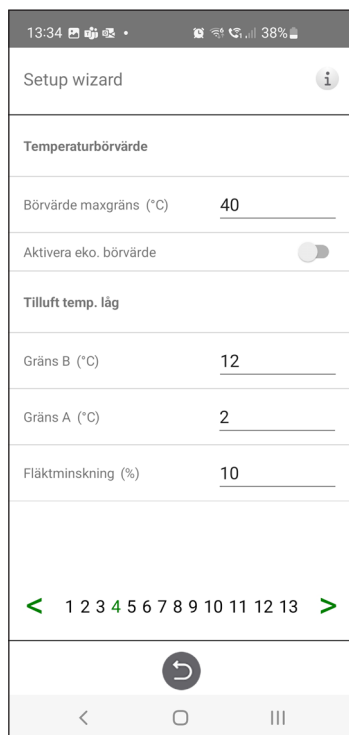 13:34 38%
Setup wizard i
Temperaturbörvärde
Börvärde maxgräns (°C) 40
Aktivera eko. börvärde
Tilluft temp. låg
Gräns B (°C) 12
Gräns A (°C) 2
Fläktminskning (%) 10
< 1 2 3 4 5 6 7 8 9 10 11 12 13 >